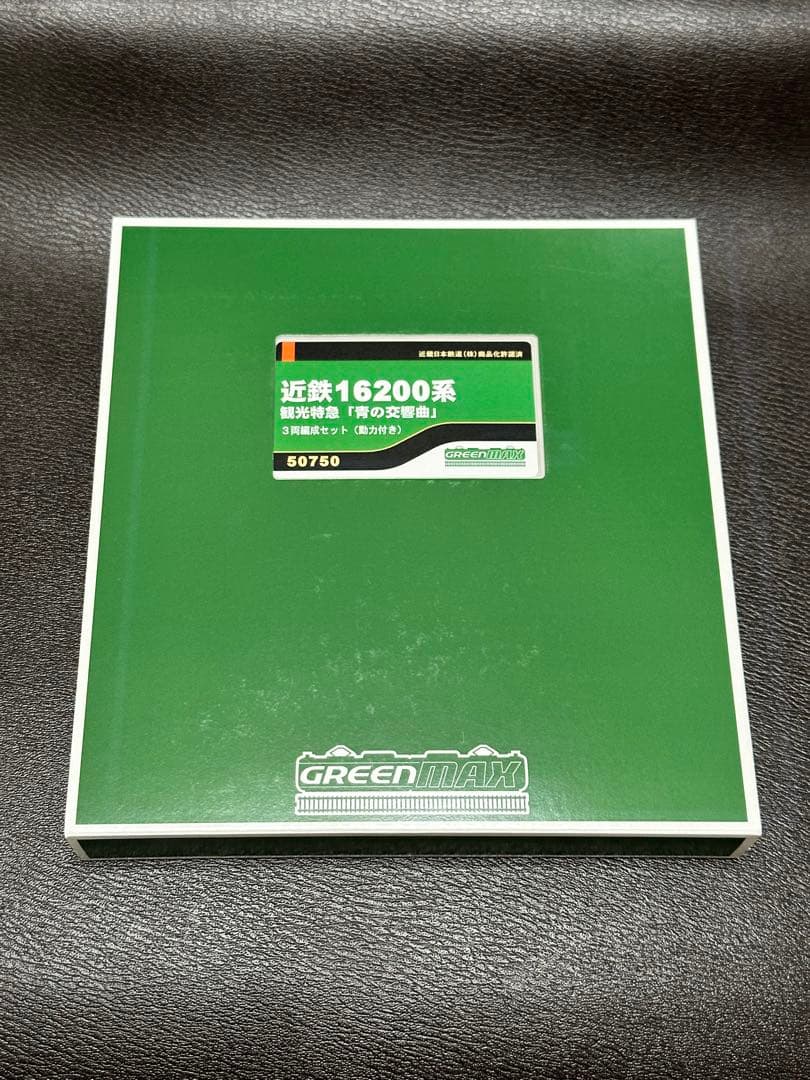 近畿日本鉄道(株)商品化許諾済
近鉄16200系
観光特急「青の交響曲」
3両編成セット(動力付き)
50750
GREENMAX
GREENMAX